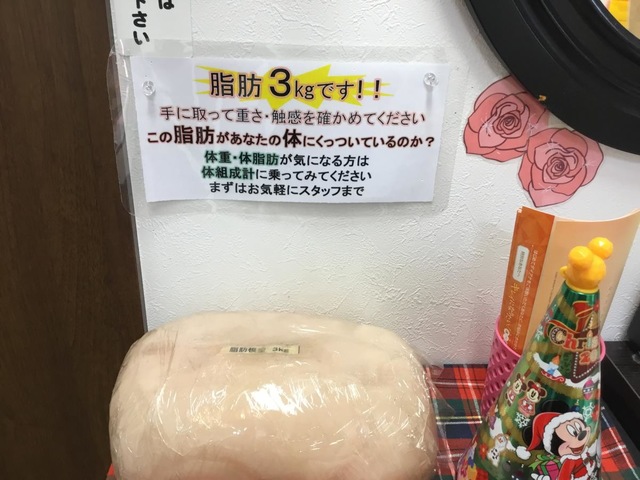 は
下さい
脂肪3kgです!!
手に取って重さ・触感を確かめてください
この脂肪があなたの体にくっついているのか?
体重・体脂肪が気になる方は
体組成計に乗ってみてください
まずはお気軽にスタッフまで
3kg